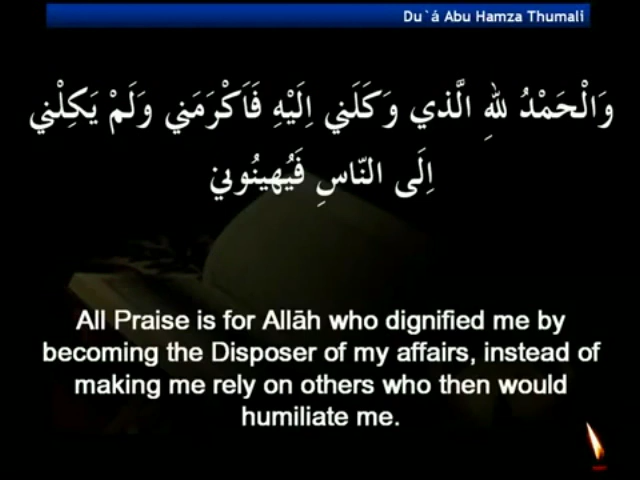 Du`á Abu Hamza Thumali
وَالْحَمْدُ لِلّٰهِ الَّذي وَكَلَني اِلَيْهِ فَاَكْرَمَني وَلَمْ يَكِلْني
اِلَى النّاسِ فَيُهينُوني
All Praise is for Allāh who dignified me by
becoming the Disposer of my affairs, instead of
making me rely on others who then would
humiliate me.